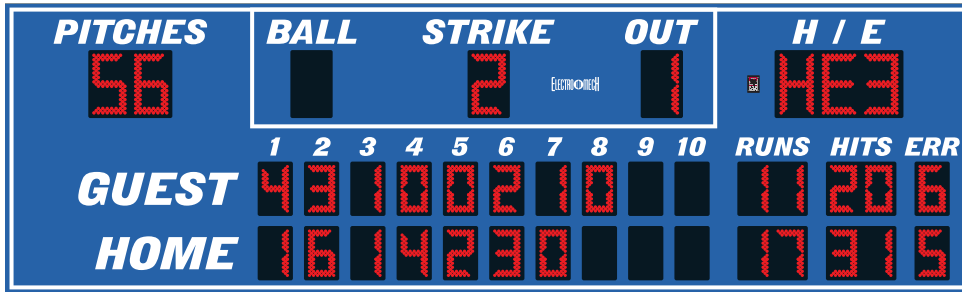 PITCHES BALL STRIKE OUT H / E
56 2 ELECTRO-MECH 1 HE3
1 2 3 4 5 6 7 8 9 10 RUNS HITS ERR
GUEST 4 3 1 0 0 2 1 0 11 20 6
HOME 1 6 1 4 2 3 0 17 31 5